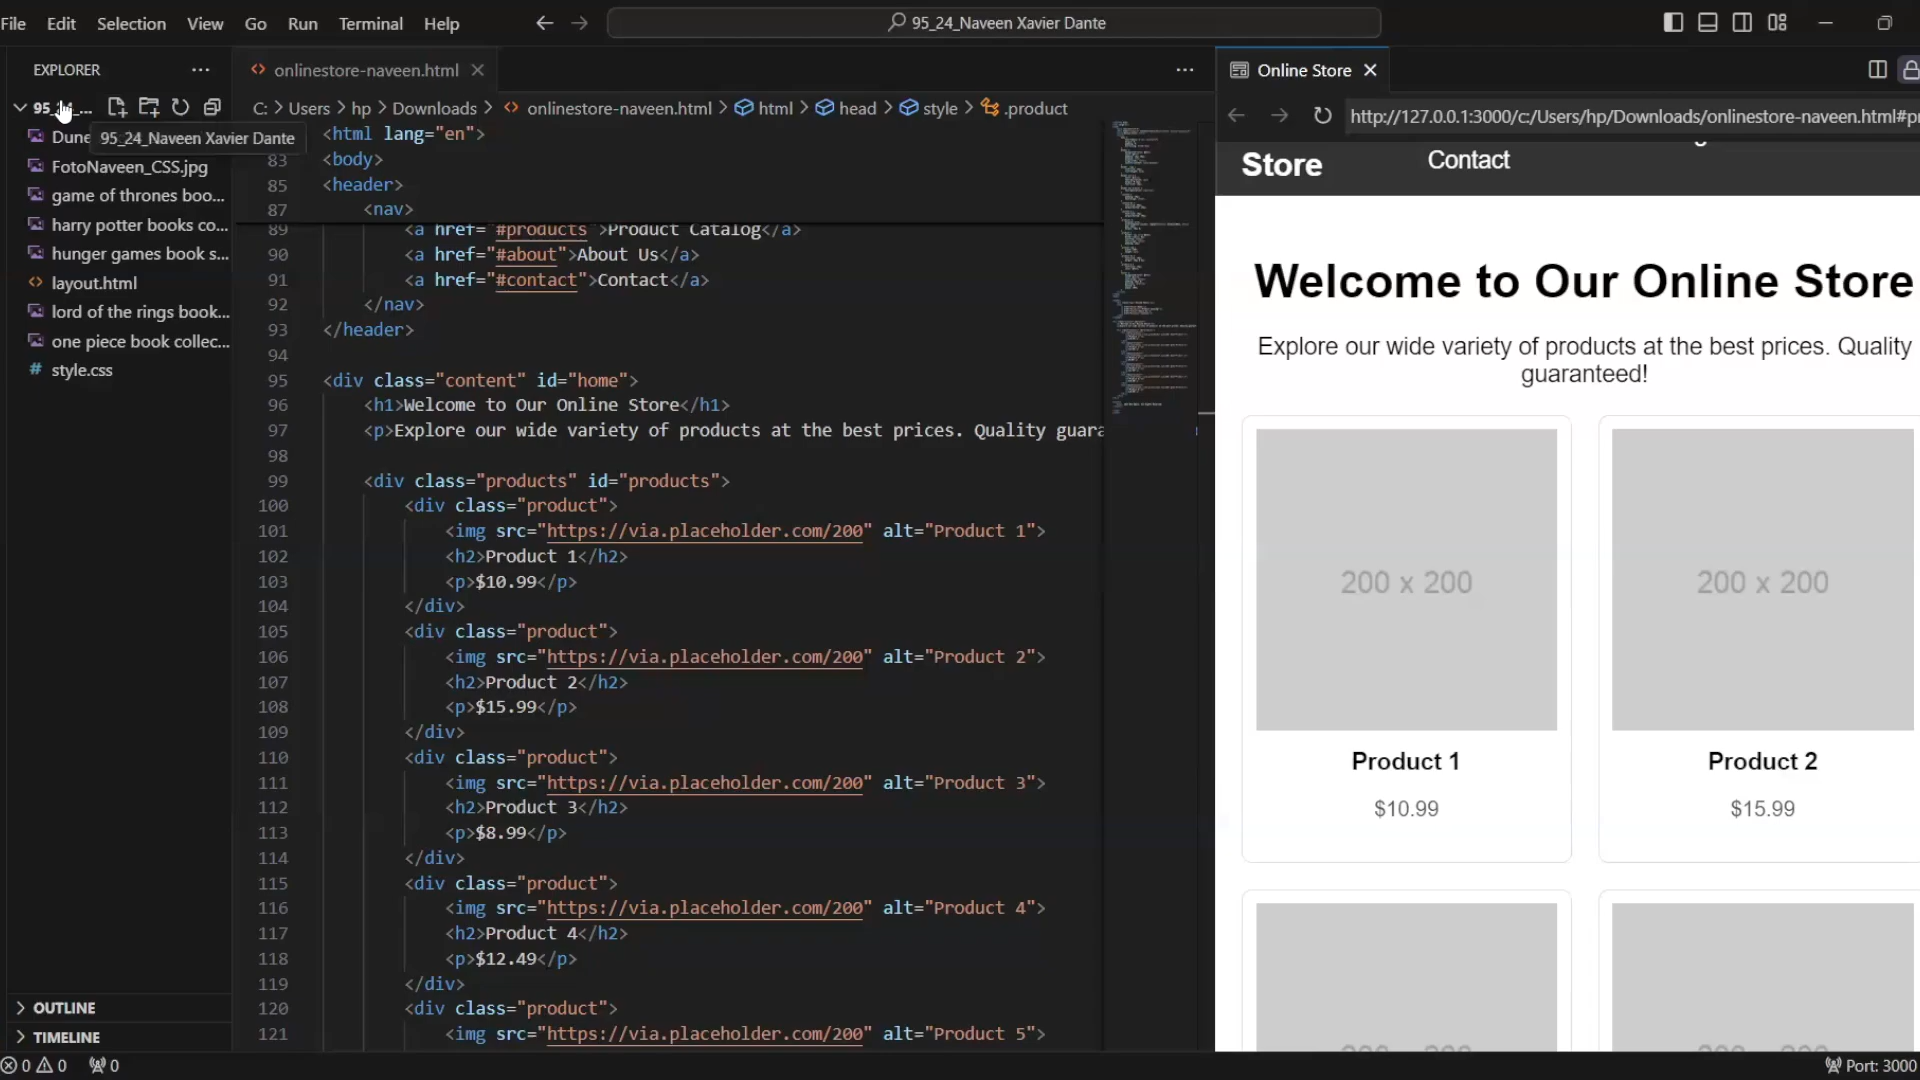 File Edit Selection View Go Run Terminal Help
95_24_Naveen Xavier Dante
EXPLORER
95_24_...
95_24_Naveen Xavier Dante
Dune
FotoNaveen_CSS.jpg
game of thrones boo...
harry potter books co...
hunger games book s...
layout.html
lord of the rings book...
one piece book collec...
style.css
OUTLINE
TIMELINE
0 0 0
onlinestore-naveen.html
C: > Users > hp > Downloads > onlinestore-naveen.html > html > head > style > .product
<html lang="en">
83 <body>
85 <header>
87 <nav>
89 <a href="#products">Product Catalog</a>
90 <a href="#about">About Us</a>
91 <a href="#contact">Contact</a>
92 </nav>
93 </header>
94
95 <div class="content" id="home">
96 <h1>Welcome to Our Online Store</h1>
97 <p>Explore our wide variety of products at the best prices. Quality guara
98
99 <div class="products" id="products">
100 <div class="product">
101 <img src="https://via.placeholder.com/200" alt="Product 1">
102 <h2>Product 1</h2>
103 <p>$10.99</p>
104 </div>
105 <div class="product">
106 <img src="https://via.placeholder.com/200" alt="Product 2">
107 <h2>Product 2</h2>
108 <p>$15.99</p>
109 </div>
110 <div class="product">
111 <img src="https://via.placeholder.com/200" alt="Product 3">
112 <h2>Product 3</h2>
113 <p>$8.99</p>
114 </div>
115 <div class="product">
116 <img src="https://via.placeholder.com/200" alt="Product 4">
117 <h2>Product 4</h2>
118 <p>$12.49</p>
119 </div>
120 <div class="product">
121 <img src="https://via.placeholder.com/200" alt="Product 5">
Online Store
http://127.0.0.1:3000/c:/Users/hp/Downloads/onlinestore-naveen.html#pr
Store
Contact
Welcome to Our Online Store
Explore our wide variety of products at the best prices. Quality
guaranteed!
200 x 200
200 x 200
Product 1
Product 2
$10.99
$15.99
Port: 3000